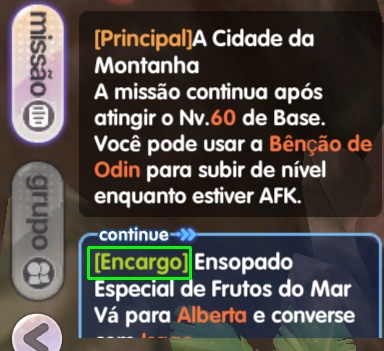 missão
grupo
[Principal]A Cidade da
Montanha
A missão continua após
atingir o Nv.60 de Base.
Você pode usar a Bênção de
Odin para subir de nível
enquanto estiver AFK.
continue
[Encargo] Ensopado
Especial de Frutos do Mar
Vá para Alberta e converse
com